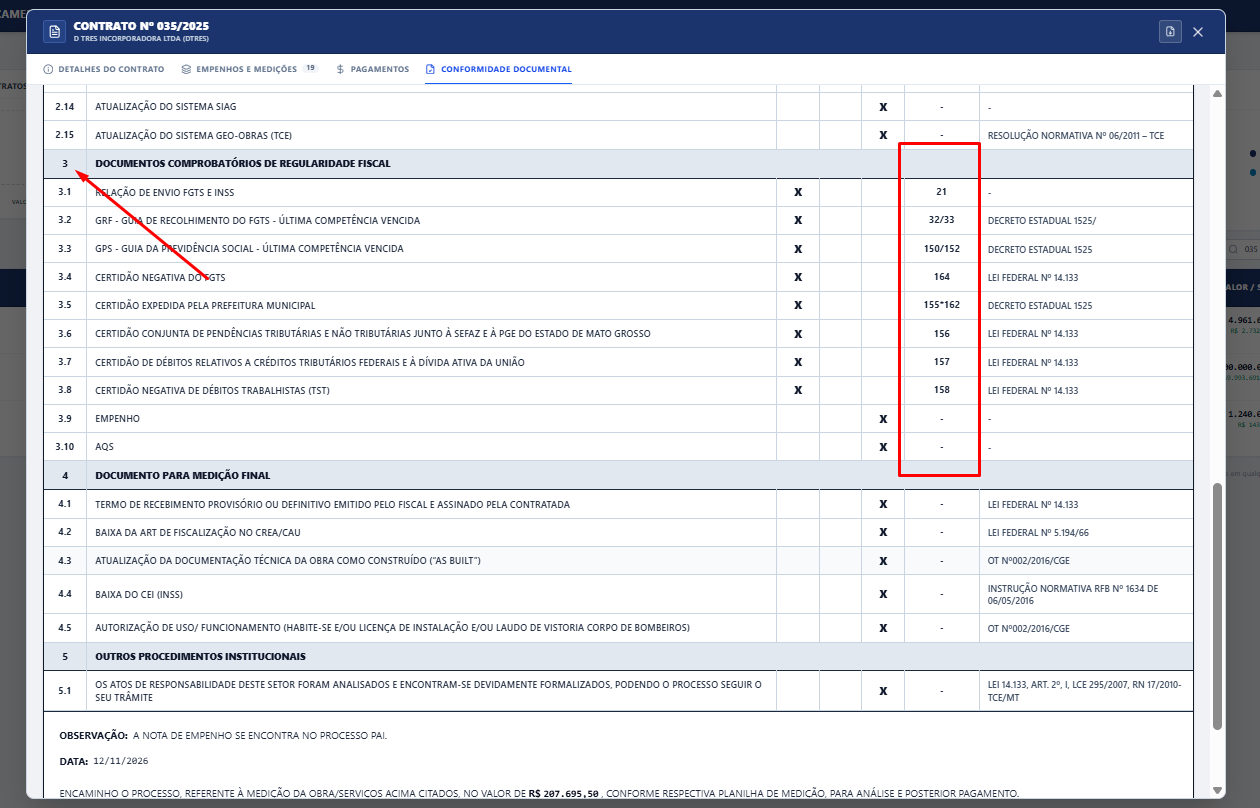 CONTRATO Nº 035/2025
D TRES INCORPORADORA LTDA (DTRES)
DETALHES DO CONTRATO EMPENHOS E MEDIÇÕES 19 $ PAGAMENTOS CONFORMIDADE DOCUMENTAL
2.14 ATUALIZAÇÃO DO SISTEMA SIAG X - -
2.15 ATUALIZAÇÃO DO SISTEMA GEO-OBRAS (TCE) X - RESOLUÇÃO NORMATIVA Nº 06/2011 – TCE
3 DOCUMENTOS COMPROBATÓRIOS DE REGULARIDADE FISCAL
3.1 RELAÇÃO DE ENVIO FGTS E INSS X 21 -
3.2 GRF - GUIA DE RECOLHIMENTO DO FGTS - ÚLTIMA COMPETÊNCIA VENCIDA X 32/33 DECRETO ESTADUAL 1525/
3.3 GPS - GUIA DA PREVIDÊNCIA SOCIAL - ÚLTIMA COMPETÊNCIA VENCIDA X 150/152 DECRETO ESTADUAL 1525
3.4 CERTIDÃO NEGATIVA DO FGTS X 164 LEI FEDERAL Nº 14.133
3.5 CERTIDÃO EXPEDIDA PELA PREFEITURA MUNICIPAL X 155*162 DECRETO ESTADUAL 1525
3.6 CERTIDÃO CONJUNTA DE PENDÊNCIAS TRIBUTÁRIAS E NÃO TRIBUTÁRIAS JUNTO À SEFAZ E À PGE DO ESTADO DE MATO GROSSO X 156 LEI FEDERAL Nº 14.133
3.7 CERTIDÃO DE DÉBITOS RELATIVOS A CRÉDITOS TRIBUTÁRIOS FEDERAIS E À DÍVIDA ATIVA DA UNIÃO X 157 LEI FEDERAL Nº 14.133
3.8 CERTIDÃO NEGATIVA DE DÉBITOS TRABALHISTAS (TST) X 158 LEI FEDERAL Nº 14.133
3.9 EMPENHO X - -
3.10 AQS X - -
4 DOCUMENTO PARA MEDIÇÃO FINAL
4.1 TERMO DE RECEBIMENTO PROVISÓRIO OU DEFINITIVO EMITIDO PELO FISCAL E ASSINADO PELA CONTRATADA X - LEI FEDERAL Nº 14.133
4.2 BAIXA DA ART DE FISCALIZAÇÃO NO CREA/CAU X - LEI FEDERAL Nº 5.194/66
4.3 ATUALIZAÇÃO DA DOCUMENTAÇÃO TÉCNICA DA OBRA COMO CONSTRUÍDO ("AS BUILT") X - OT Nº002/2016/CGE
4.4 BAIXA DO CEI (INSS) X - INSTRUÇÃO NORMATIVA RFB Nº 1634 DE
06/05/2016
4.5 AUTORIZAÇÃO DE USO/ FUNCIONAMENTO (HABITE-SE E/OU LICENÇA DE INSTALAÇÃO E/OU LAUDO DE VISTORIA CORPO DE BOMBEIROS) X - OT Nº002/2016/CGE
5 OUTROS PROCEDIMENTOS INSTITUCIONAIS
5.1 OS ATOS DE RESPONSABILIDADE DESTE SETOR FORAM ANALISADOS E ENCONTRAM-SE DEVIDAMENTE FORMALIZADOS, PODENDO O PROCESSO SEGUIR O X - LEI 14.133, ART. 2º, I, LCE 295/2007, RN 17/2010-
SEU TRÂMITE TCE/MT
OBSERVAÇÃO: A NOTA DE EMPENHO SE ENCONTRA NO PROCESSO PAI.
DATA: 12/11/2026
ENCAMINHO O PROCESSO, REFERENTE À MEDIÇÃO DA OBRA/SERVIÇOS ACIMA CITADOS, NO VALOR DE R$ 207.695,50 , CONFORME RESPECTIVA PLANILHA DE MEDIÇÃO, PARA ANÁLISE E POSTERIOR PAGAMENTO.